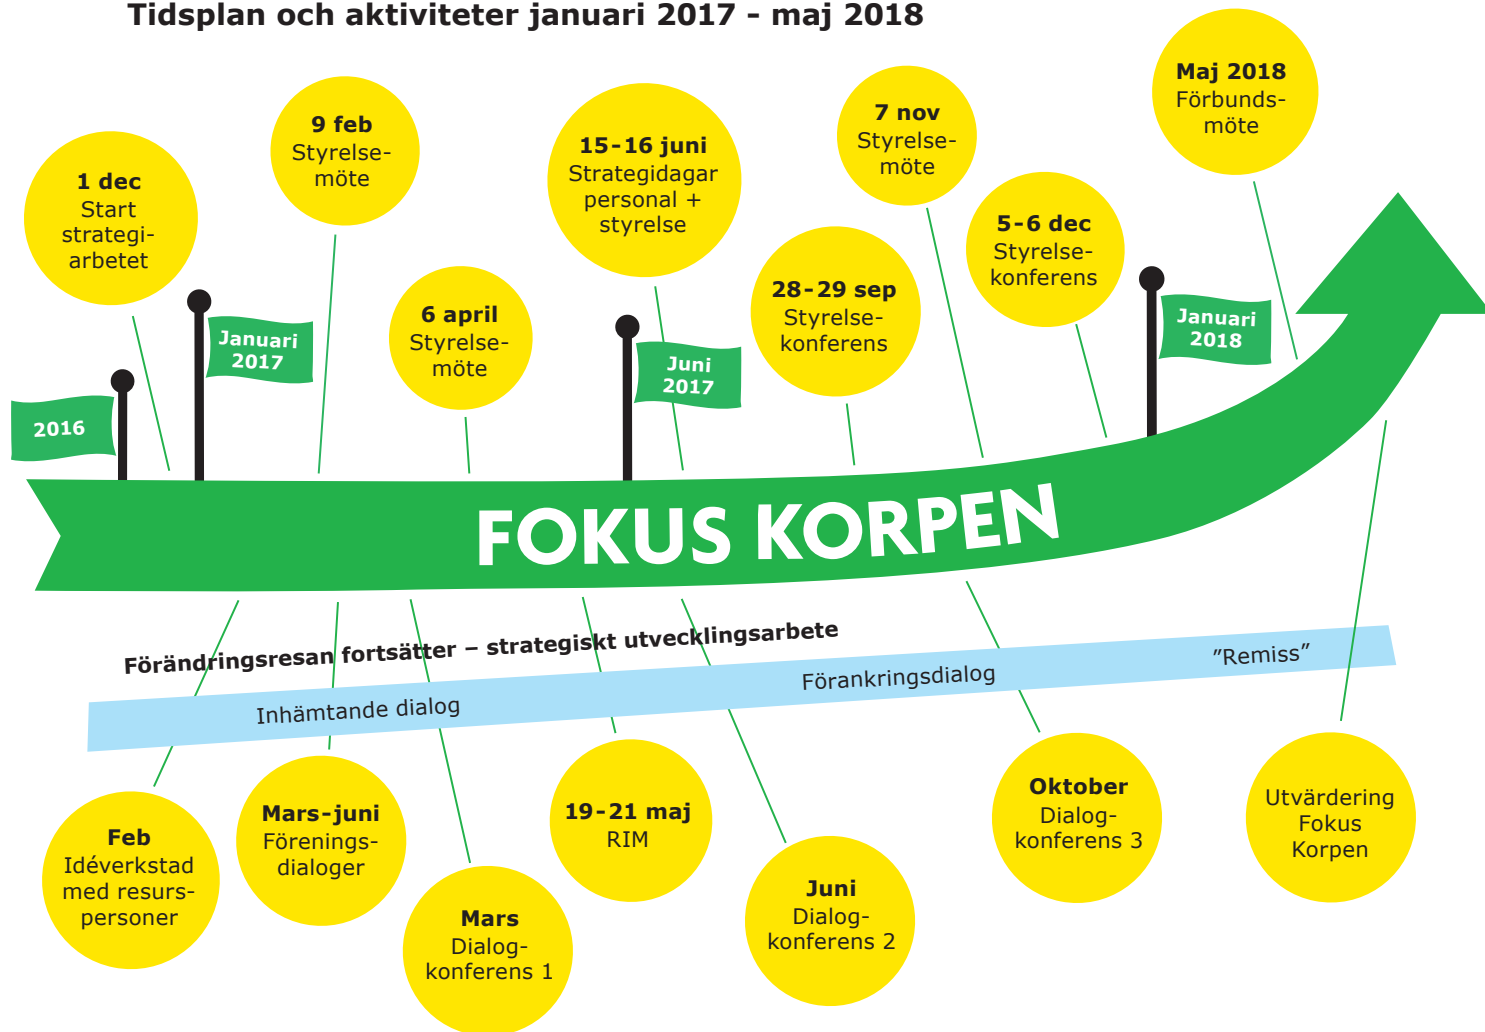 Tidsplan och aktiviteter januari 2017 - maj 2018
1 dec
Start
strategi-
arbetet
9 feb
Styrelse-
möte
6 april
Styrelse-
möte
15-16 juni
Strategidagar
personal +
styrelse
28-29 sep
Styrelse-
konferens
7 nov
Styrelse-
möte
5-6 dec
Styrelse-
konferens
Maj 2018
Förbunds-
möte
2016
Januari
2017
Juni
2017
Januari
2018
FOKUS KORPEN
Förändringsresan fortsätter – strategiskt utvecklingsarbete
Inhämtande dialog
Förankringsdialog
”Remiss”
Feb
Idéverkstad
med resurs-
personer
Mars-juni
Förenings-
dialoger
Mars
Dialog-
konferens 1
19-21 maj
RIM
Juni
Dialog-
konferens 2
Oktober
Dialog-
konferens 3
Utvärdering
Fokus
Korpen